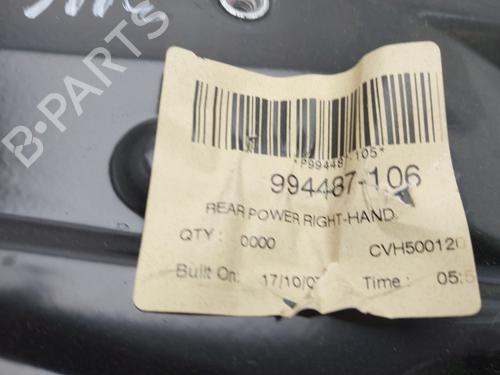 B-PARTS
*P994487-105*
994487-106
REAR POWER RIGHT-HAND
QTY : 0000 CVH500120
Built On: 17/10/07 Time : 05:5